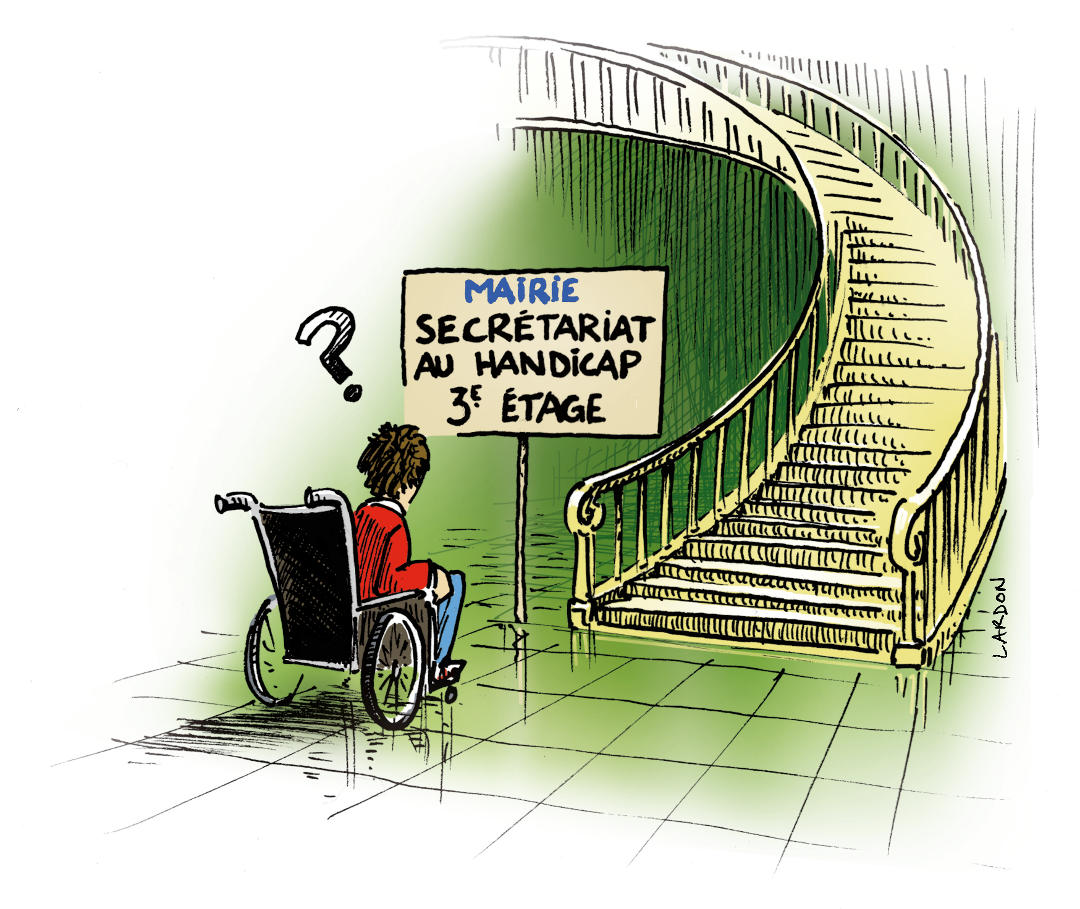 ?
MAiRiE
SECRÉTARiAT
AU HANDiCAP
3E ÉTAGE
LARDON